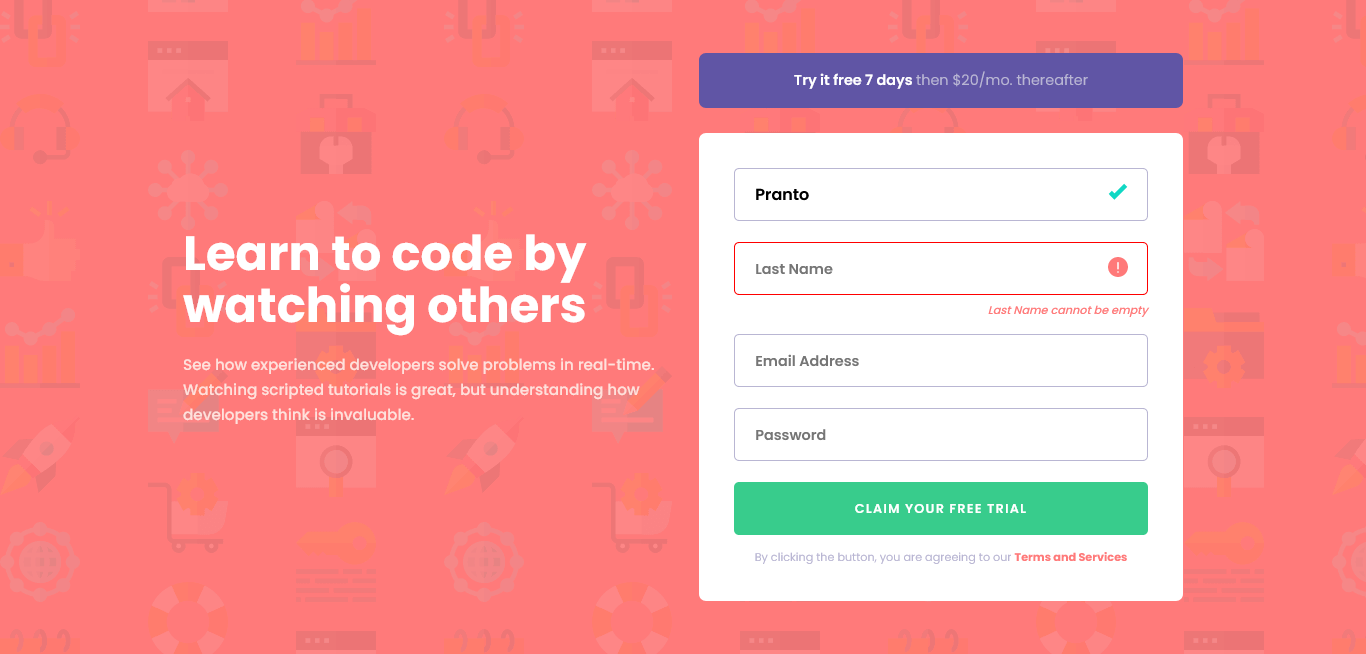 Learn to code by
watching others
See how experienced developers solve problems in real-time.
Watching scripted tutorials is great, but understanding how
developers think is invaluable.
Try it free 7 days then $20/mo. thereafter
Pranto
Last Name
!
Last Name cannot be empty
Email Address
Password
CLAIM YOUR FREE TRIAL
By clicking the button, you are agreeing to our Terms and Services